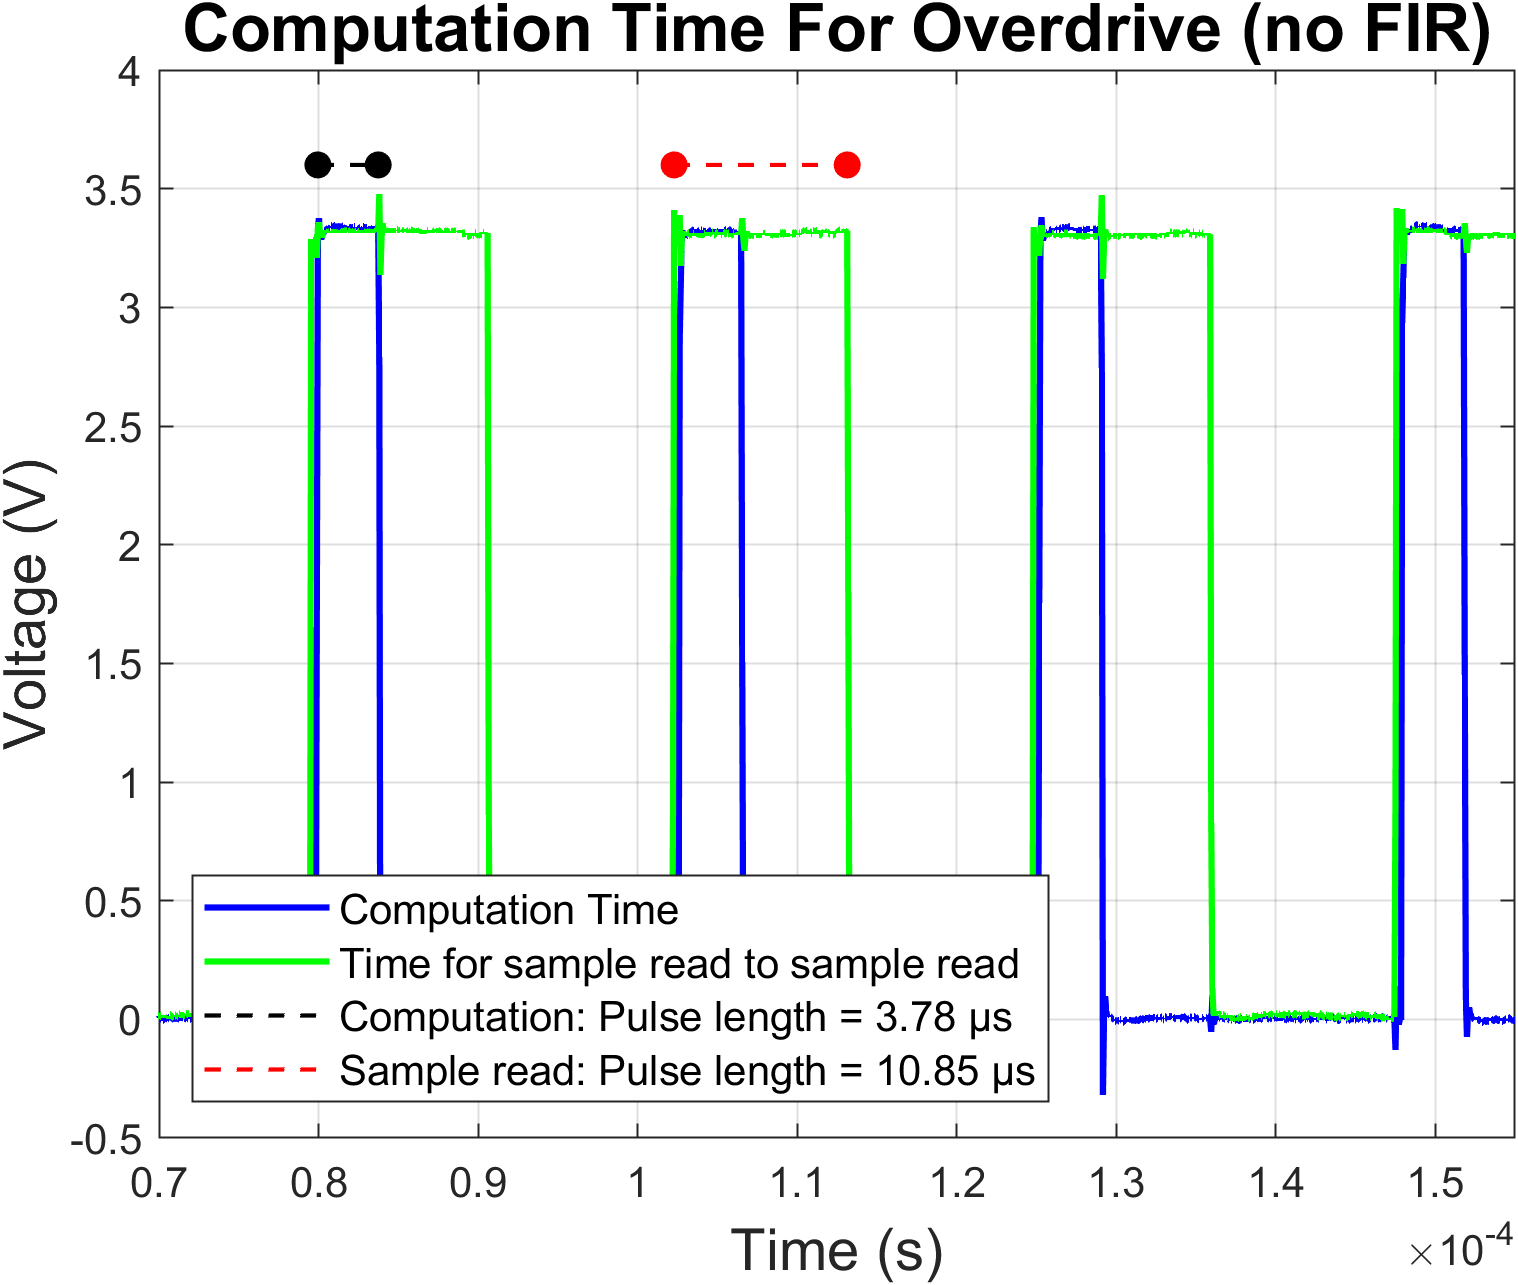 Computation Time For Overdrive (no FIR)
4
3.5
3
2.5
2
1.5
1
0.5
0
-0.5
Voltage (V)
Computation Time
Time for sample read to sample read
Computation: Pulse length = 3.78 µs
Sample read: Pulse length = 10.85 µs
0.7 0.8 0.9 1 1.1 1.2 1.3 1.4 1.5
Time (s)
×10-4